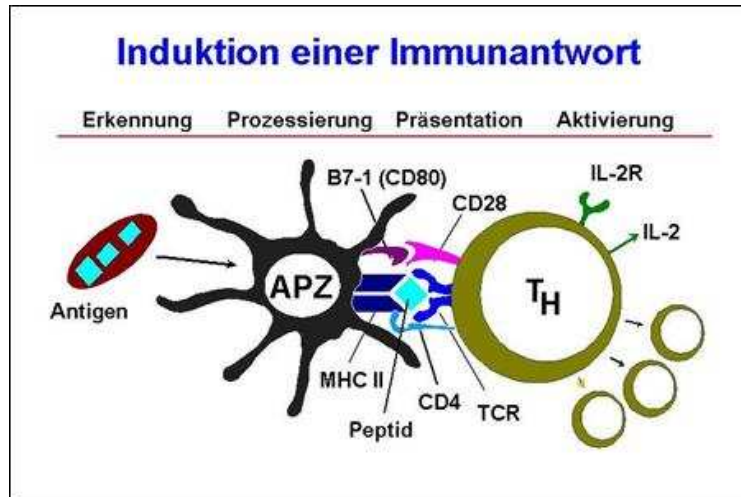 Induktion einer Immunantwort
Erkennung Prozessierung Präsentation Aktivierung
B7-1 (CD80)
IL-2R
CD28
IL-2
APZ
TH
Antigen
MHC II
CD4
TCR
Peptid